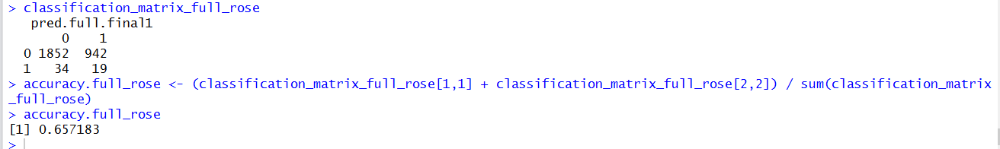 > classification_matrix_full_rose
pred.full.final1
0 1
0 1852 942
1 34 19
> accuracy.full_rose <- (classification_matrix_full_rose[1,1] + classification_matrix_full_rose[2,2]) / sum(classification_matrix
_full_rose)
> accuracy.full_rose
[1] 0.657183
>